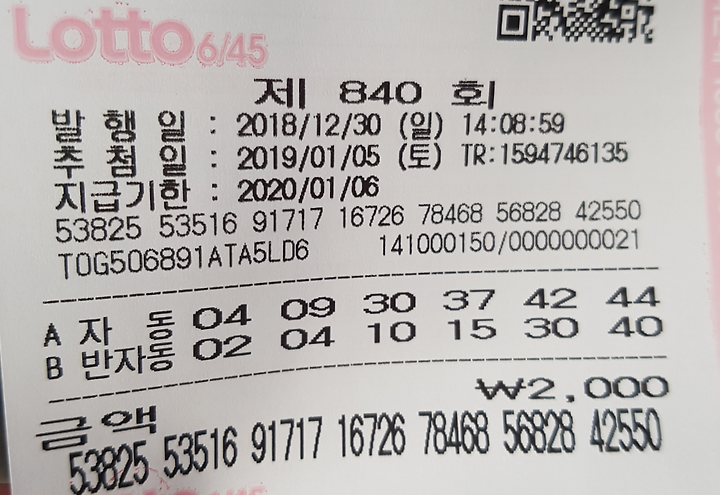 Lotto 6/45
제 840 회
발 행 일 : 2018/12/30 (일) 14:08:59
추 첨 일 : 2019/01/05 (토) TR:1594746135
지급기한 : 2020/01/06
53825 53516 91717 16726 78468 56828 42550
TOG506891ATA5LD6 141000150/0000000021
A 자 동 04 09 30 37 42 44
B 반자동 02 04 10 15 30 40
금액 ₩2,000
53825 53516 91717 16726 78468 56828 42550